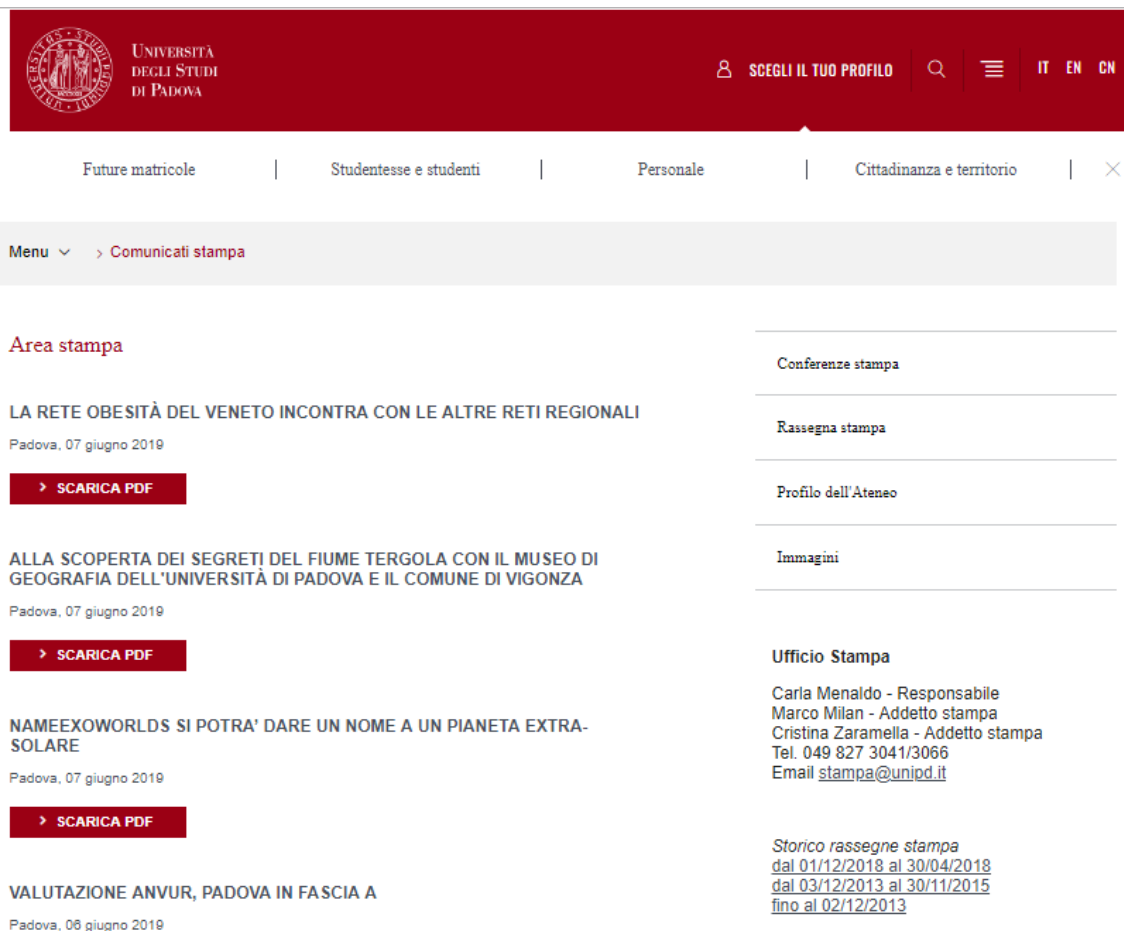 UNIVERSITÀ
DEGLI STUDI
DI PADOVA
SCEGLI IL TUO PROFILO
IT EN CN
Future matricole
Studentesse e studenti
Personale
Cittadinanza e territorio
Menu
Comunicati stampa
Area stampa
LA RETE OBESITÀ DEL VENETO INCONTRA CON LE ALTRE RETI REGIONALI
Padova, 07 giugno 2019
SCARICA PDF
ALLA SCOPERTA DEI SEGRETI DEL FIUME TERGOLA CON IL MUSEO DI
GEOGRAFIA DELL'UNIVERSITÀ DI PADOVA E IL COMUNE DI VIGONZA
Padova, 07 giugno 2019
SCARICA PDF
NAMEEXOWORLDS SI POTRA' DARE UN NOME A UN PIANETA EXTRA-
SOLARE
Padova, 07 giugno 2019
SCARICA PDF
VALUTAZIONE ANVUR, PADOVA IN FASCIA A
Padova, 06 giugno 2019
Conferenze stampa
Rassegna stampa
Profilo dell'Ateneo
Immagini
Ufficio Stampa
Carla Menaldo - Responsabile
Marco Milan - Addetto stampa
Cristina Zaramella - Addetto stampa
Tel. 049 827 3041/3066
Email stampa@unipd.it
Storico rassegne stampa
dal 01/12/2018 al 30/04/2018
dal 03/12/2013 al 30/11/2015
fino al 02/12/2013